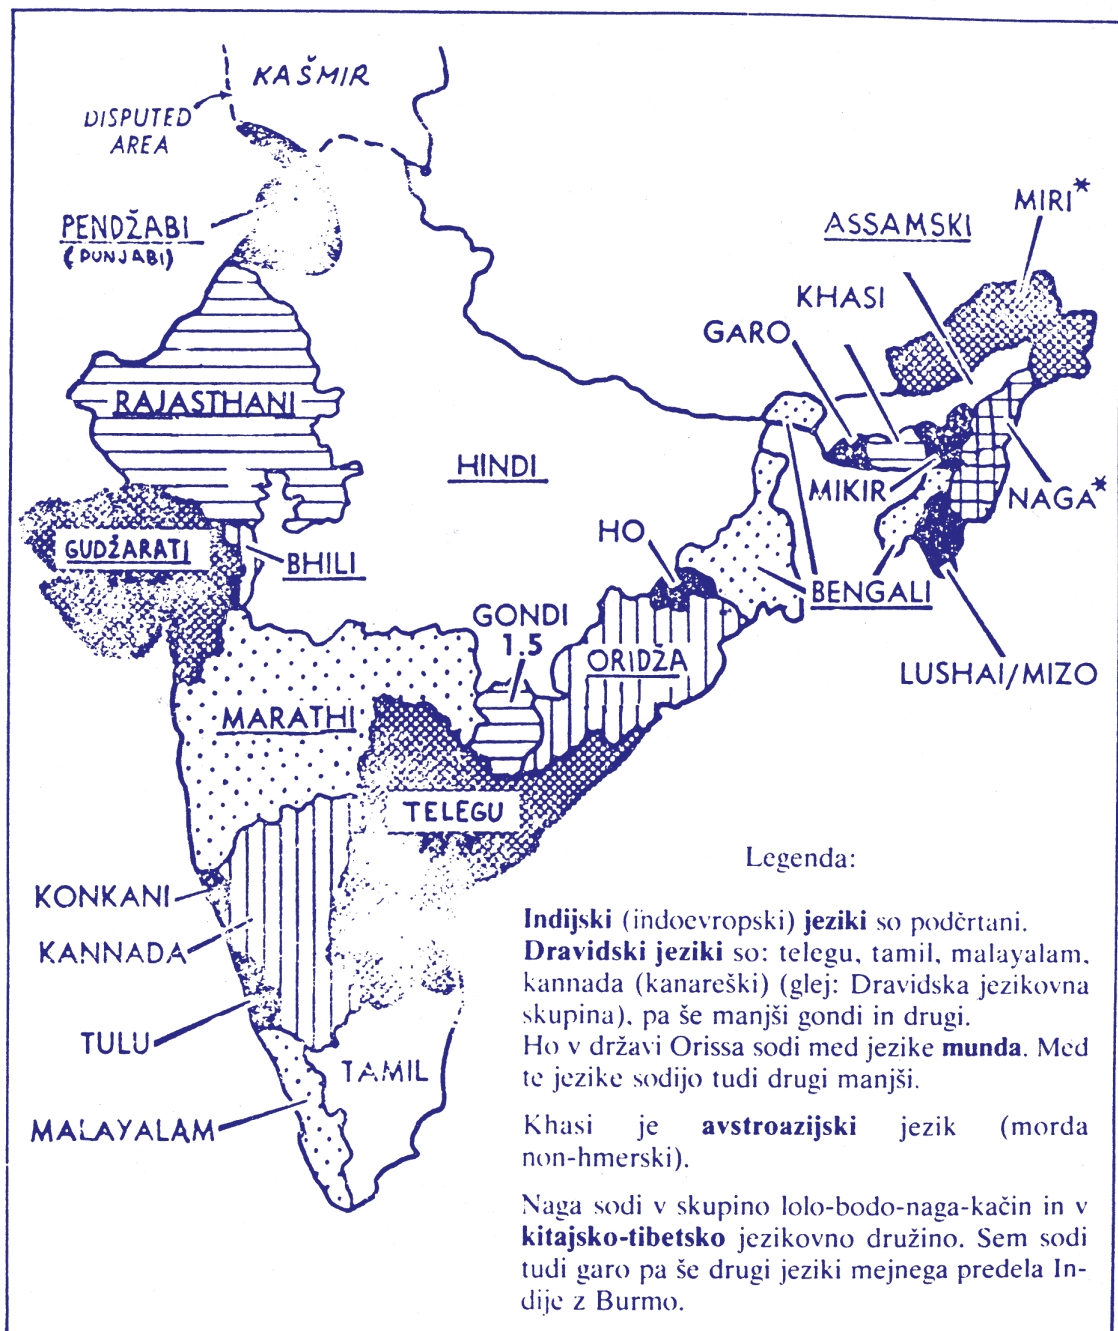 KAŠMIR
DISPUTED
AREA
PENDŽABI
(PUNJABI)
MIRI*
ASSAMSKI
KHASI
GARO
RAJASTHANI
HINDI
MIKIR
NAGA*
GUDŽARATI
BHILI
HO
BENGALI
GONDI
1.5
ORIDŽA
LUSHAI/MIZO
MARATHI
TELEGU
KONKANI
KANNADA
TULU
TAMIL
MALAYALAM
Legenda:
Indijski (indoevropski) jeziki so podčrtani.
Dravidski jeziki so: telegu, tamil, malayalam,
kannada (kanareški) (glej: Dravidska jezikovna
skupina), pa še manjši gondi in drugi.
Ho v državi Orissa sodi med jezike munda. Med
te jezike sodijo tudi drugi manjši.
Khasi je avstroazijski jezik (morda
non-hmerski).
Naga sodi v skupino lolo-bodo-naga-kačin in v
kitajsko-tibetsko jezikovno družino. Sem sodi
tudi garo pa še drugi jeziki mejnega predela In-
dije z Burmo.